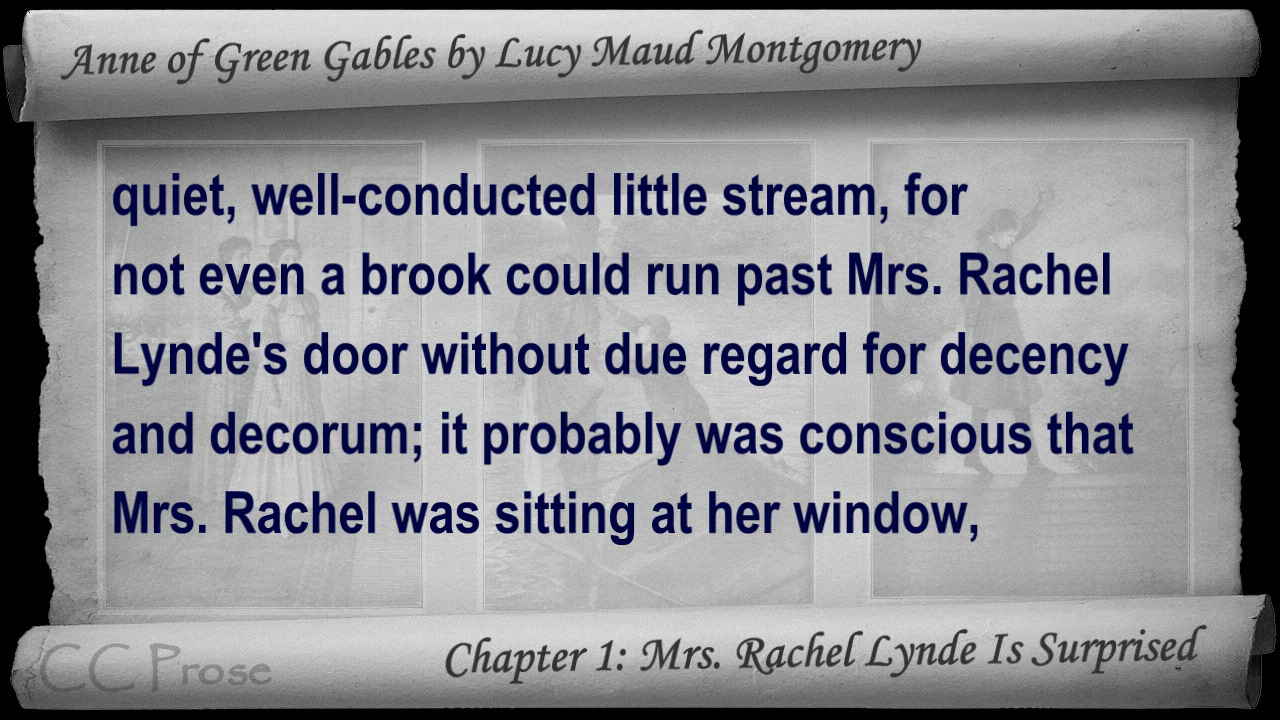 Anne of Green Gables by Lucy Maud Montgomery
quiet, well-conducted little stream, for
not even a brook could run past Mrs. Rachel
Lynde's door without due regard for decency
and decorum; it probably was conscious that
Mrs. Rachel was sitting at her window,
Chapter 1: Mrs. Rachel Lynde Is Surprised
CC Prose